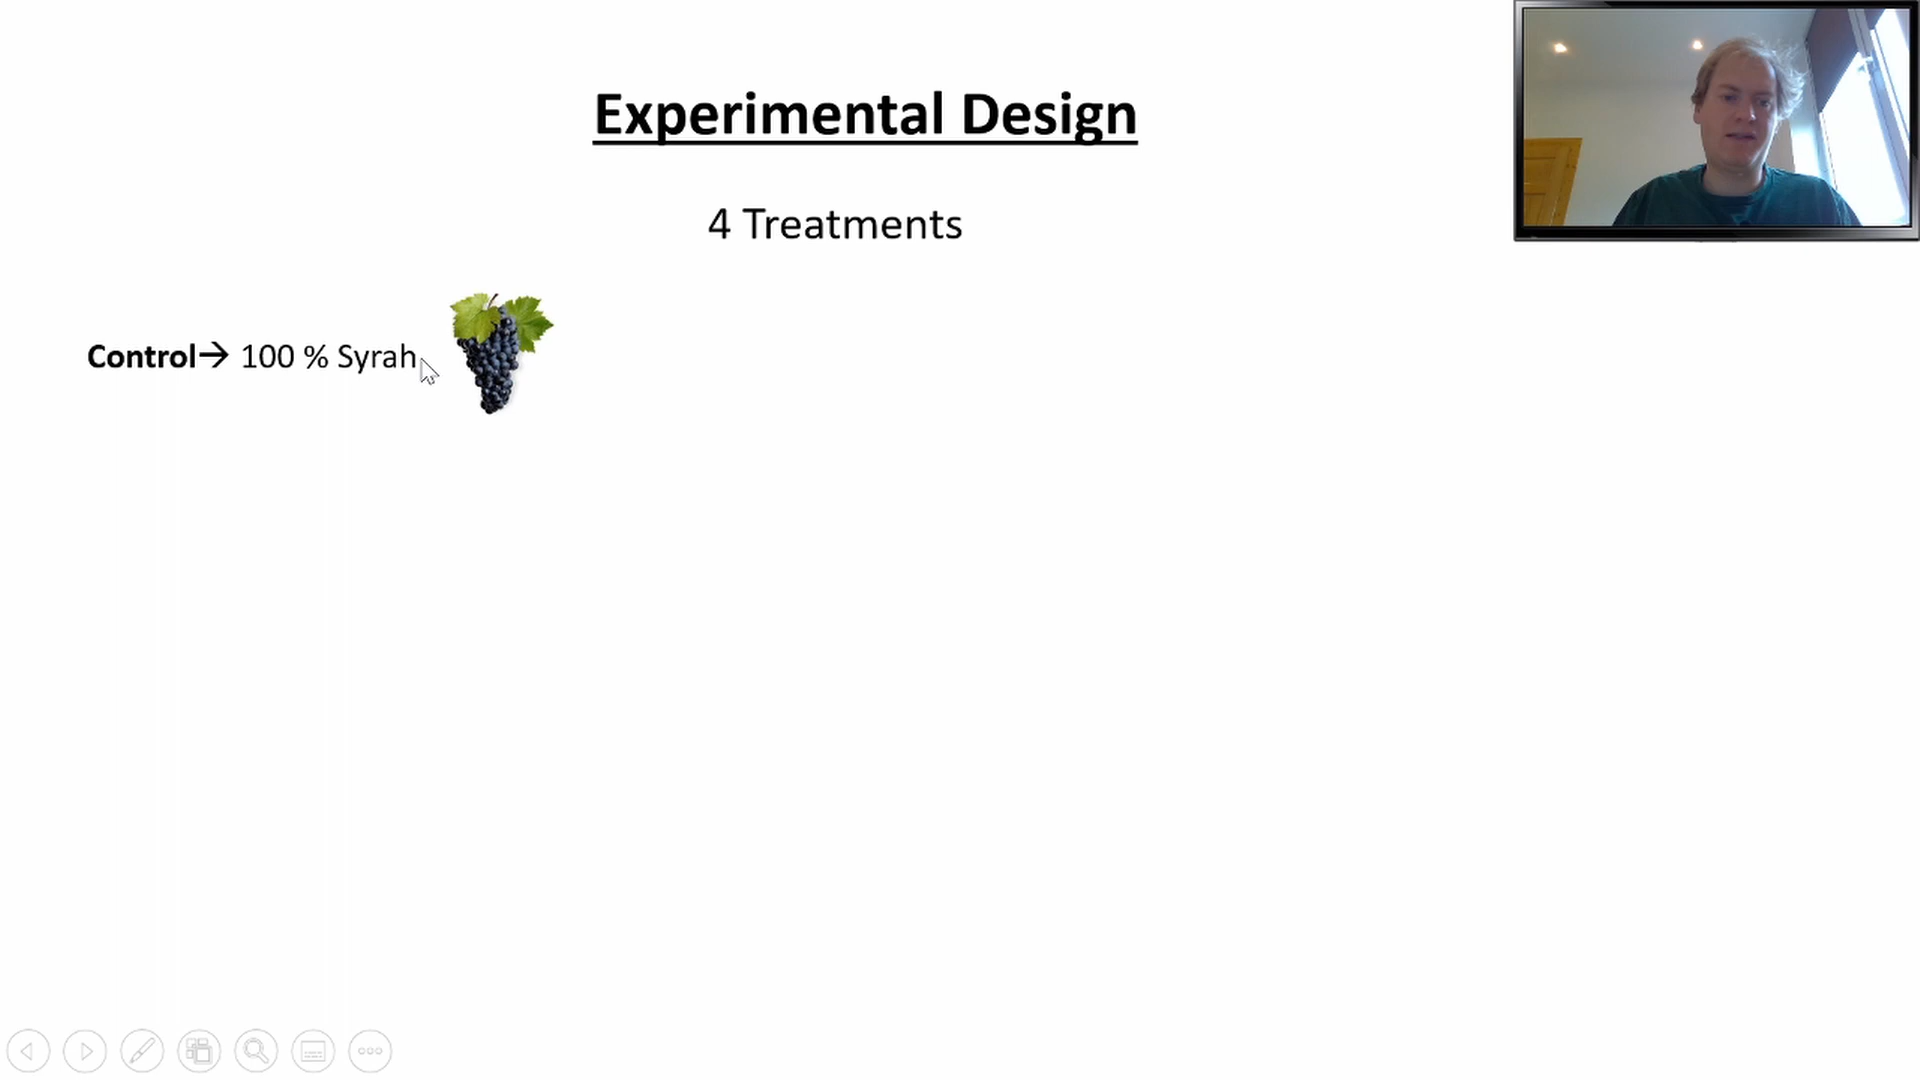 Experimental Design
4 Treatments
Control→ 100 % Syrah